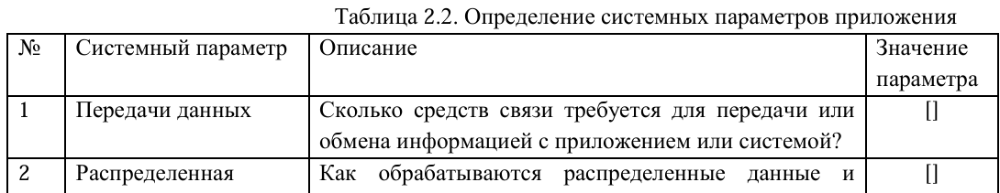 Таблица 2.2. Определение системных параметров приложения
№ Системный параметр Описание Значение
параметра
1 Передачи данных Сколько средств связи требуется для передачи или []
обмена информацией с приложением или системой?
2 Распределенная Как обрабатываются распределенные данные и []